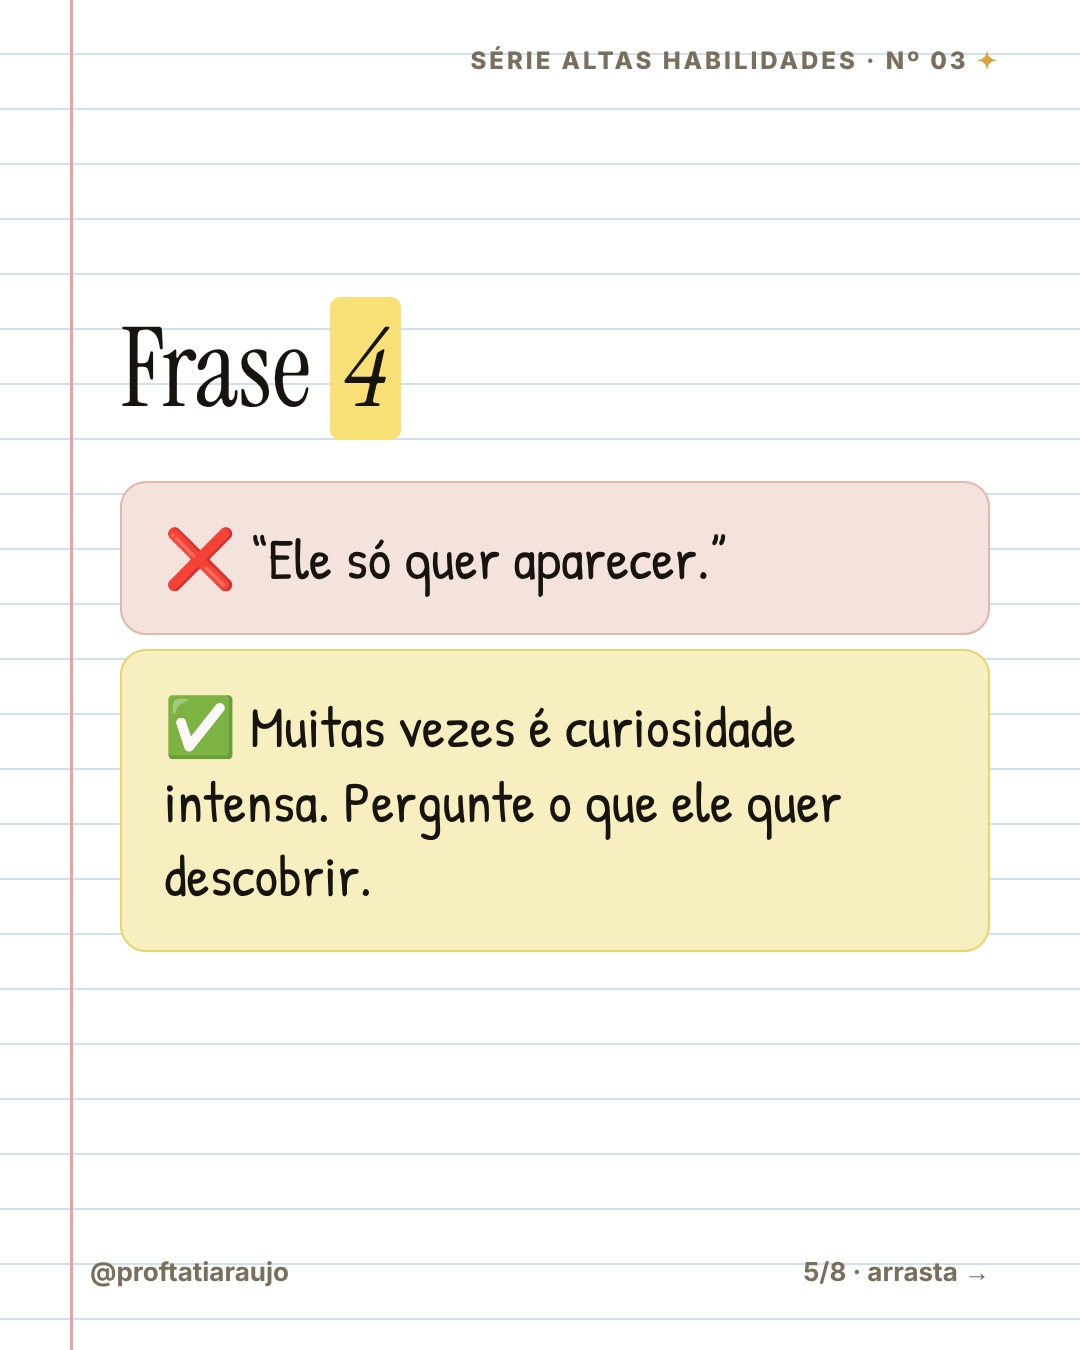 SÉRIE ALTAS HABILIDADES · Nº 03 ✦
Frase 4
❌ “Ele só quer aparecer.”
✅ Muitas vezes é curiosidade
intensa. Pergunte o que ele quer
descobrir.
@proftatiaraujo
5/8 · arrasta →